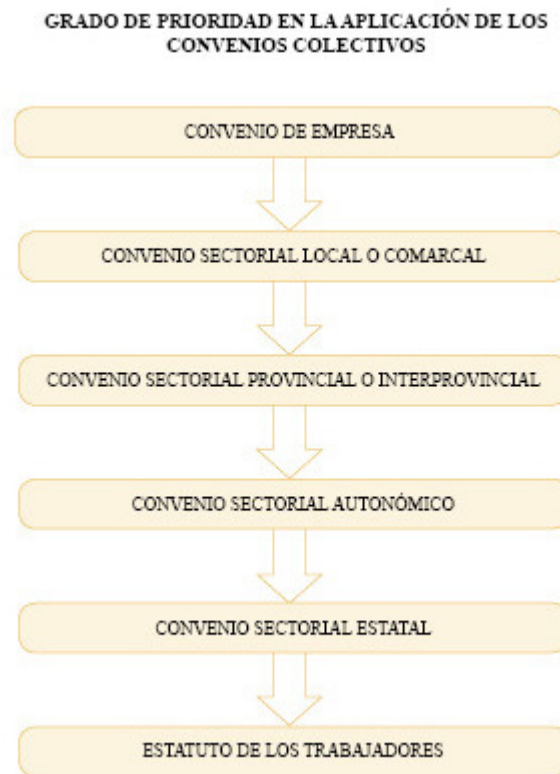 GRADO DE PRIORIDAD EN LA APLICACIÓN DE LOS
CONVENIOS COLECTIVOS
CONVENIO DE EMPRESA
CONVENIO SECTORIAL LOCAL O COMARCAL
CONVENIO SECTORIAL PROVINCIAL O INTERPROVINCIAL
CONVENIO SECTORIAL AUTONÓMICO
CONVENIO SECTORIAL ESTATAL
ESTATUTO DE LOS TRABAJADORES